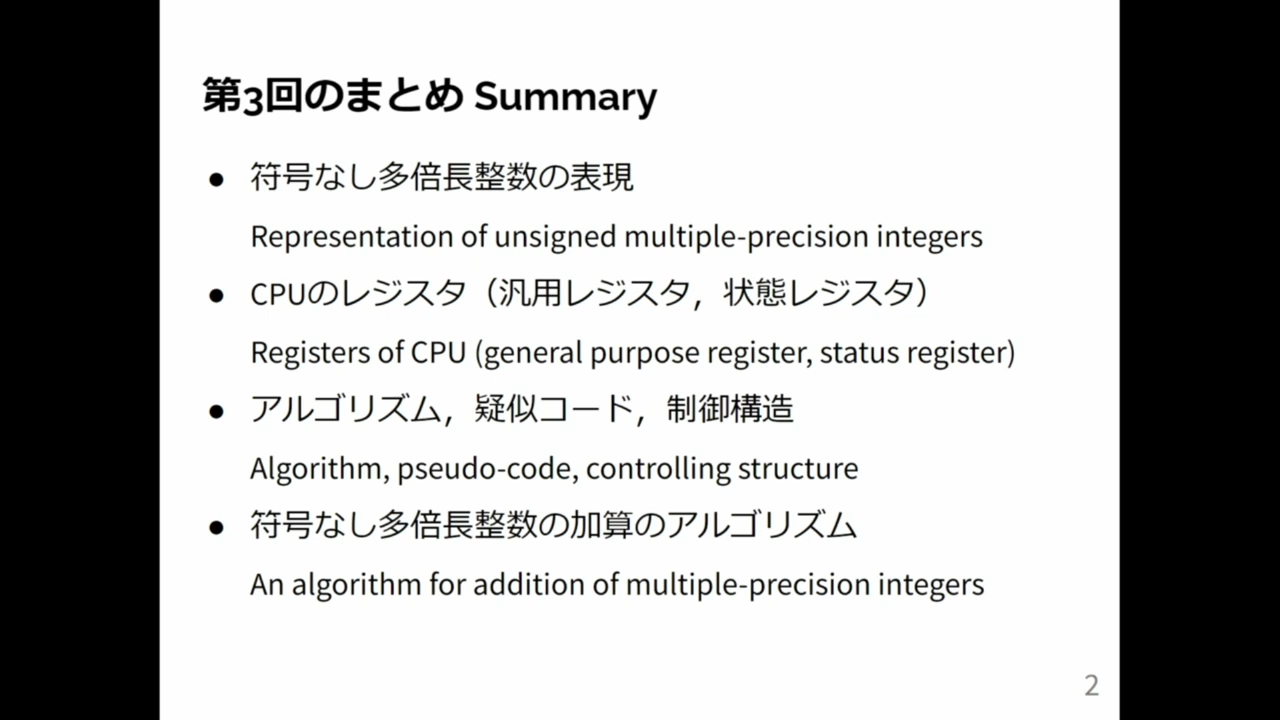 第3回のまとめ Summary
● 符号なし多倍長整数の表現
Representation of unsigned multiple-precision integers
● CPUのレジスタ（汎用レジスタ，状態レジスタ）
Registers of CPU (general purpose register, status register)
● アルゴリズム，疑似コード，制御構造
Algorithm, pseudo-code, controlling structure
● 符号なし多倍長整数の加算のアルゴリズム
An algorithm for addition of multiple-precision integers
2